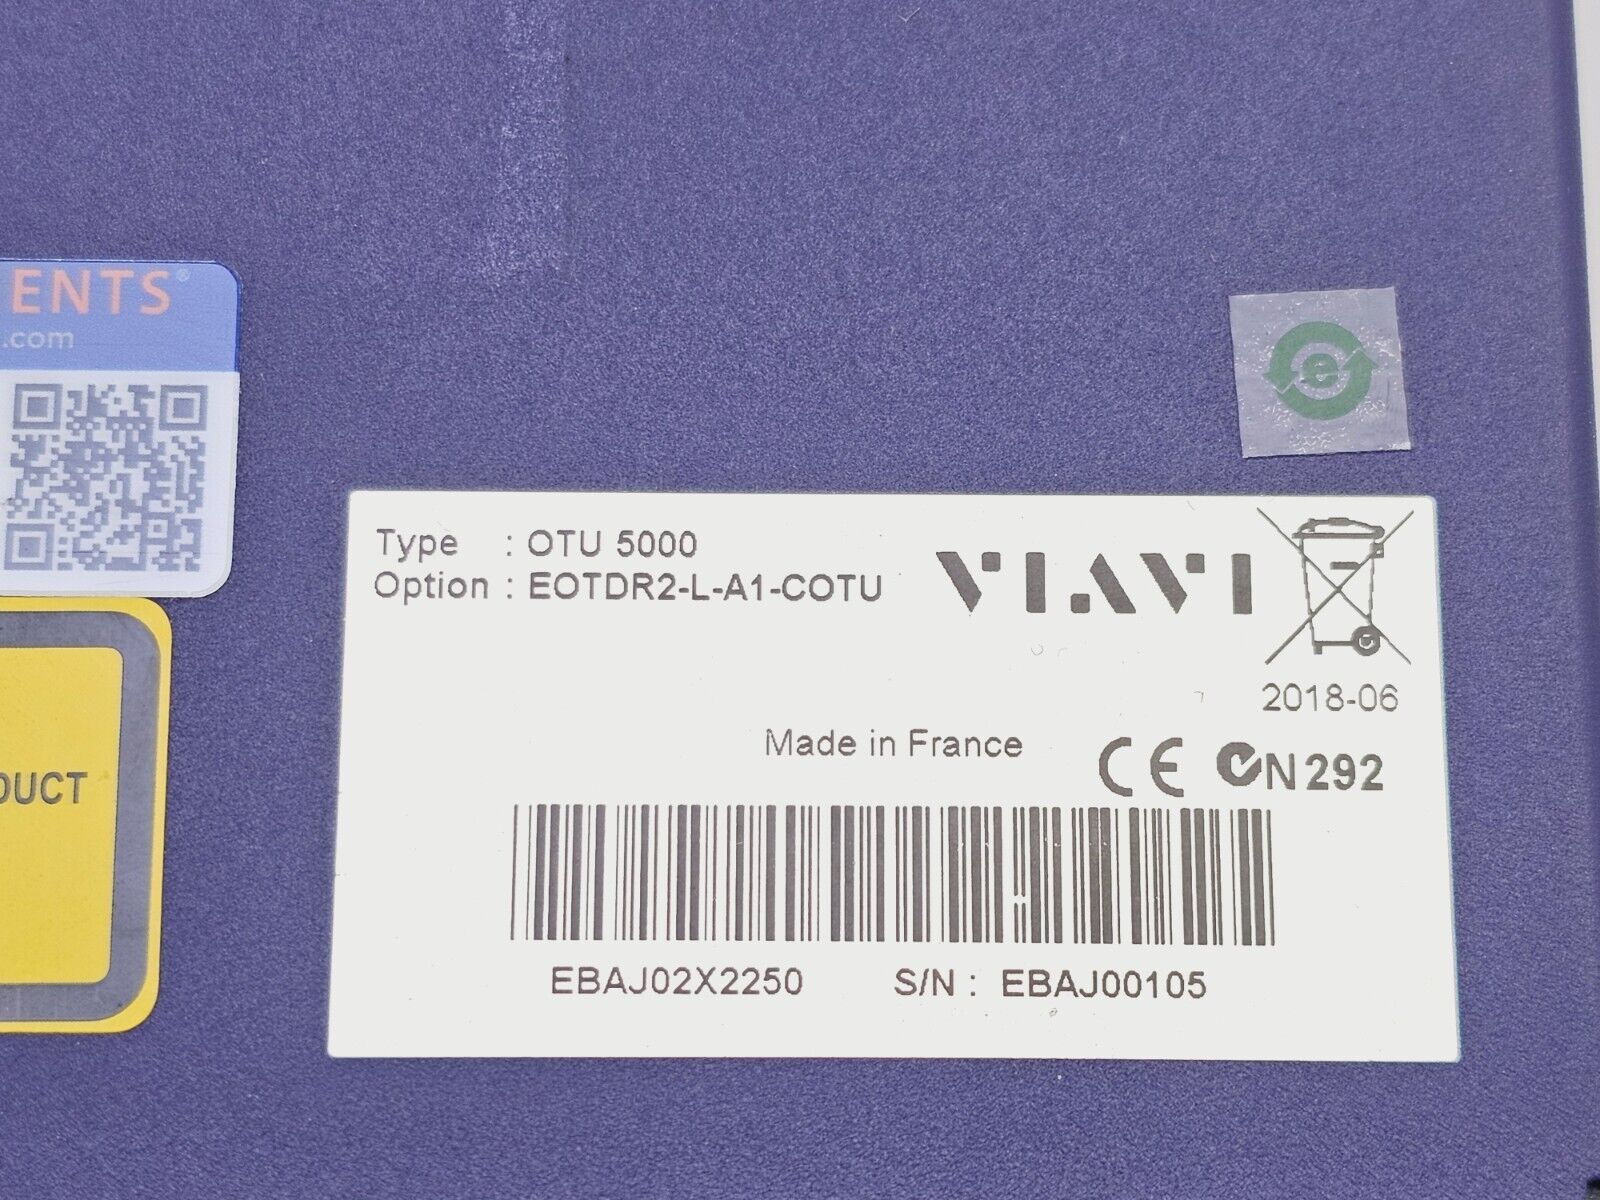 ENTS®
.com
e
Type : OTU 5000
Option : EOTDR2-L-A1-COTU
VIAVI
2018-06
Made in France
CE N292
DUCT
EBAJ02X2250 S/N : EBAJ00105